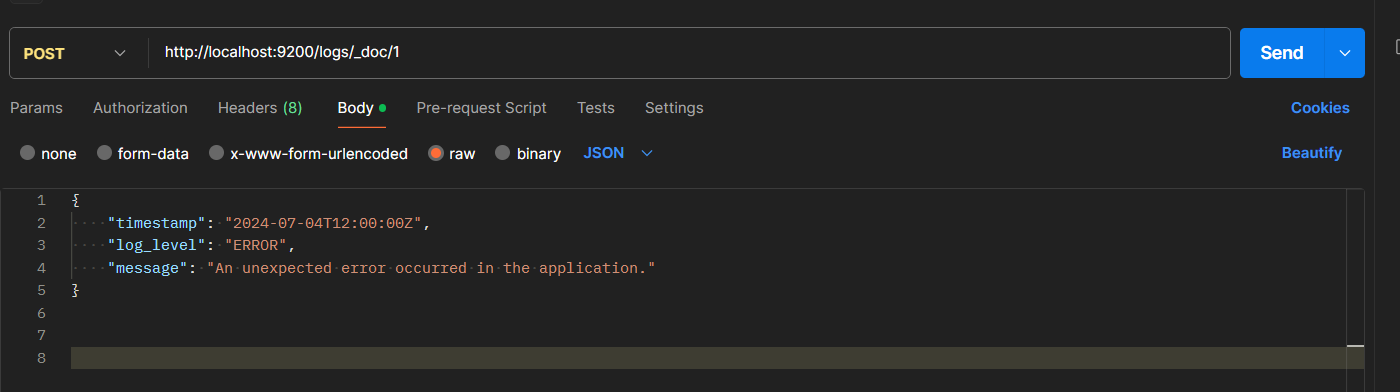 POST http://localhost:9200/logs/_doc/1 Send
Params Authorization Headers (8) Body Pre-request Script Tests Settings Cookies
none form-data x-www-form-urlencoded raw binary JSON Beautify
1 {
2 "timestamp": "2024-07-04T12:00:00Z",
3 "log_level": "ERROR",
4 "message": "An unexpected error occurred in the application."
5 }
6
7
8